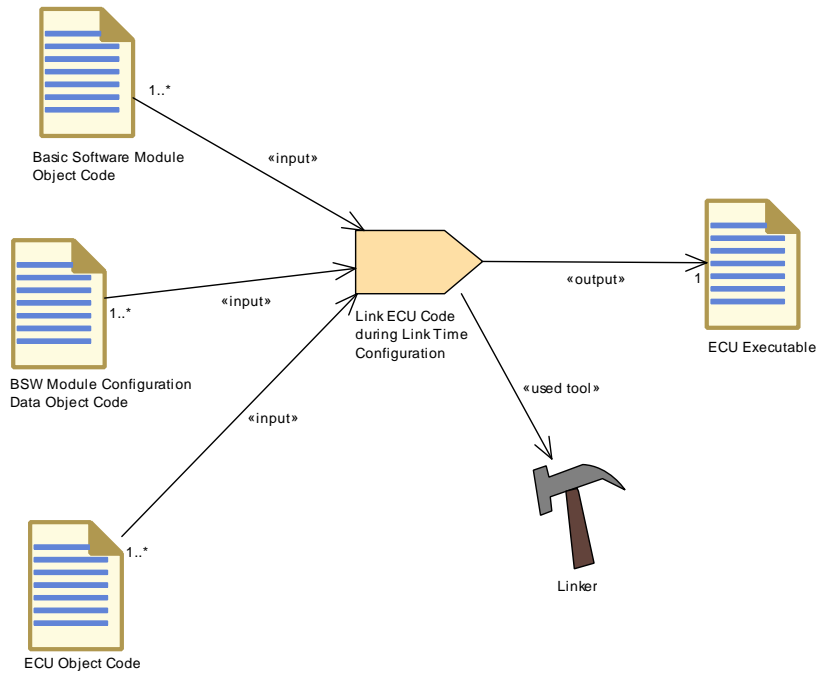 1..*
«input»
Basic Software Module
Object Code
1..*
«input»
BSW Module Configuration
Data Object Code
«input»
1..*
ECU Object Code
Link ECU Code
during Link Time
Configuration
«output»
1
ECU Executable
«used tool»
Linker